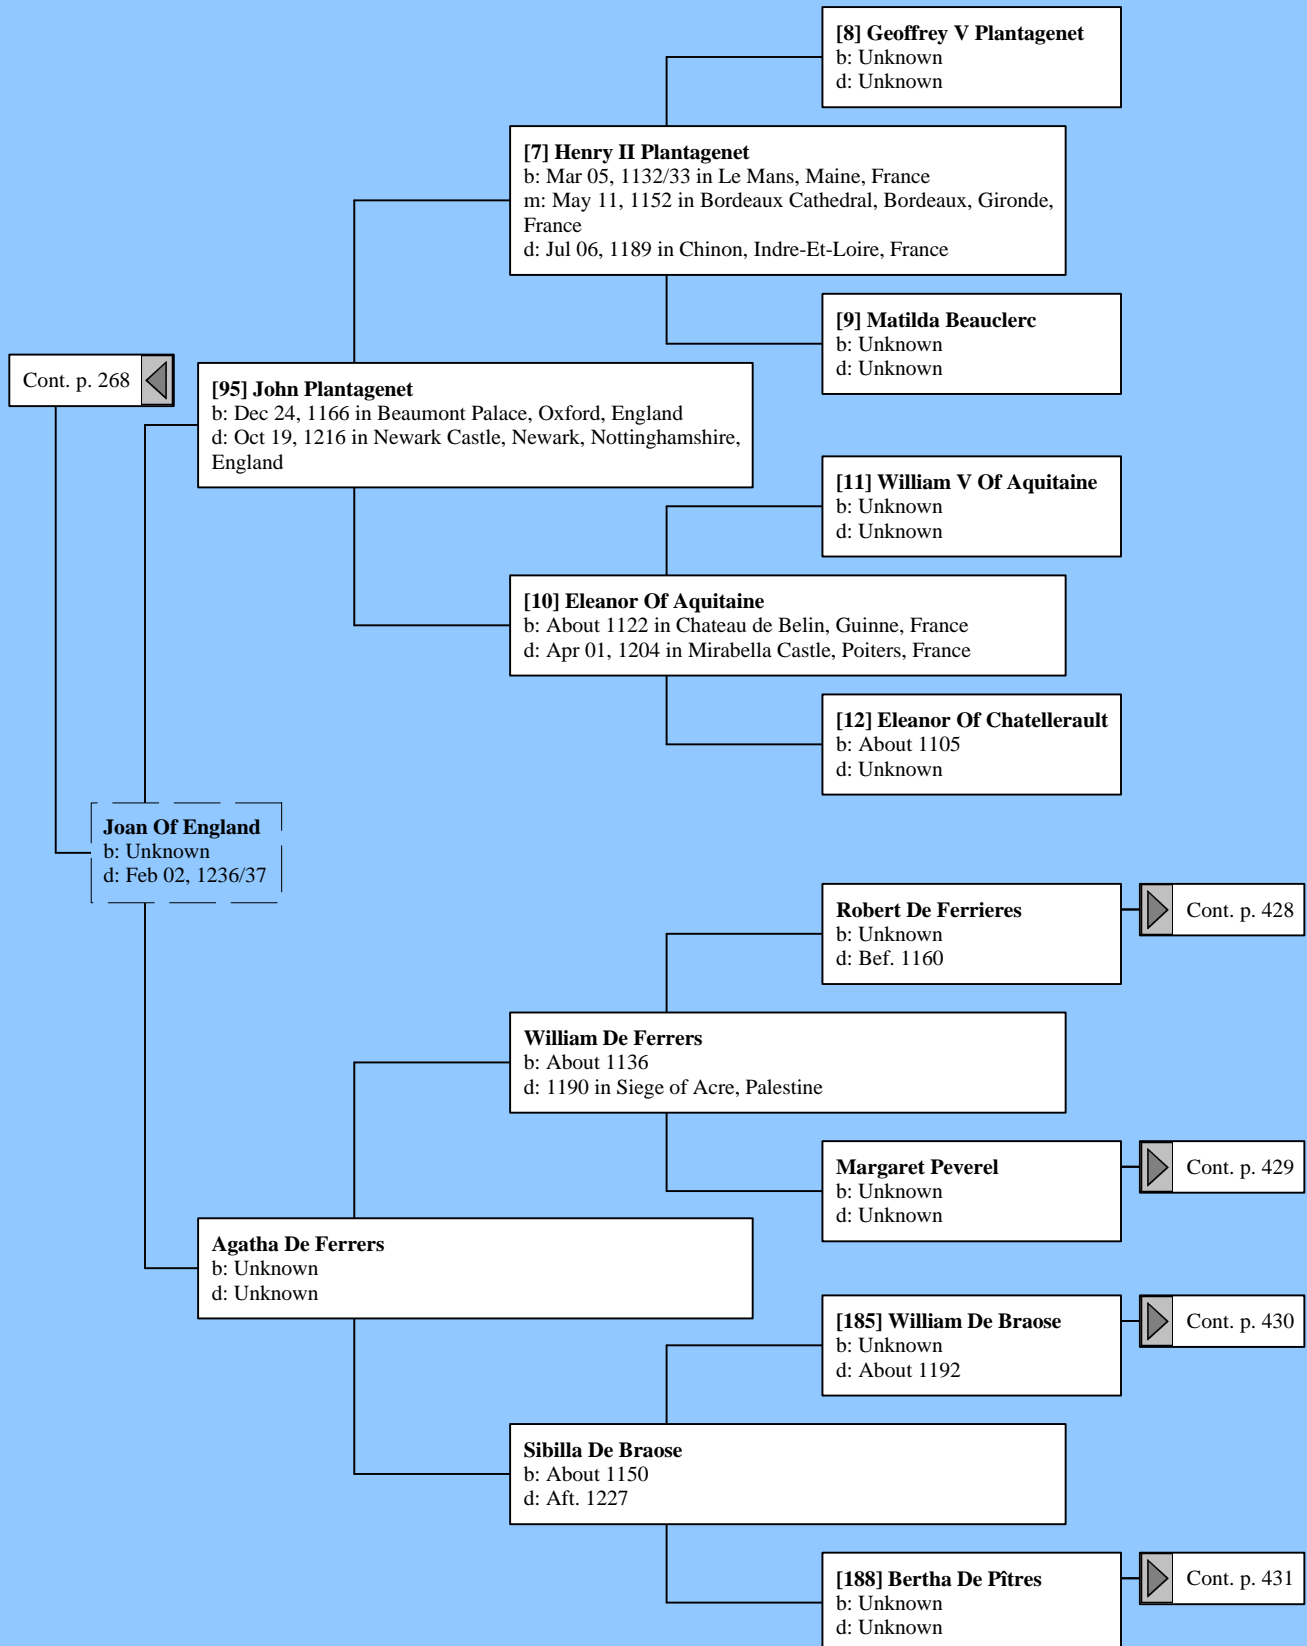 [8] Geoffrey V Plantagenet
b: Unknown
d: Unknown
[7] Henry II Plantagenet
b: Mar 05, 1132/33 in Le Mans, Maine, France
m: May 11, 1152 in Bordeaux Cathedral, Bordeaux, Gironde,
France
d: Jul 06, 1189 in Chinon, Indre-Et-Loire, France
[9] Matilda Beauclerc
b: Unknown
d: Unknown
Cont. p. 268
[95] John Plantagenet
b: Dec 24, 1166 in Beaumont Palace, Oxford, England
d: Oct 19, 1216 in Newark Castle, Newark, Nottinghamshire,
England
[11] William V Of Aquitaine
b: Unknown
d: Unknown
[10] Eleanor Of Aquitaine
b: About 1122 in Chateau de Belin, Guinne, France
d: Apr 01, 1204 in Mirabella Castle, Poiters, France
[12] Eleanor Of Chatellerault
b: About 1105
d: Unknown
Joan Of England
b: Unknown
d: Feb 02, 1236/37
Robert De Ferrieres
b: Unknown
d: Bef. 1160
Cont. p. 428
William De Ferrers
b: About 1136
d: 1190 in Siege of Acre, Palestine
Margaret Peverel
b: Unknown
d: Unknown
Cont. p. 429
Agatha De Ferrers
b: Unknown
d: Unknown
[185] William De Braose
b: Unknown
d: About 1192
Cont. p. 430
Sibilla De Braose
b: About 1150
d: Aft. 1227
[188] Bertha De Pîtres
b: Unknown
d: Unknown
Cont. p. 431